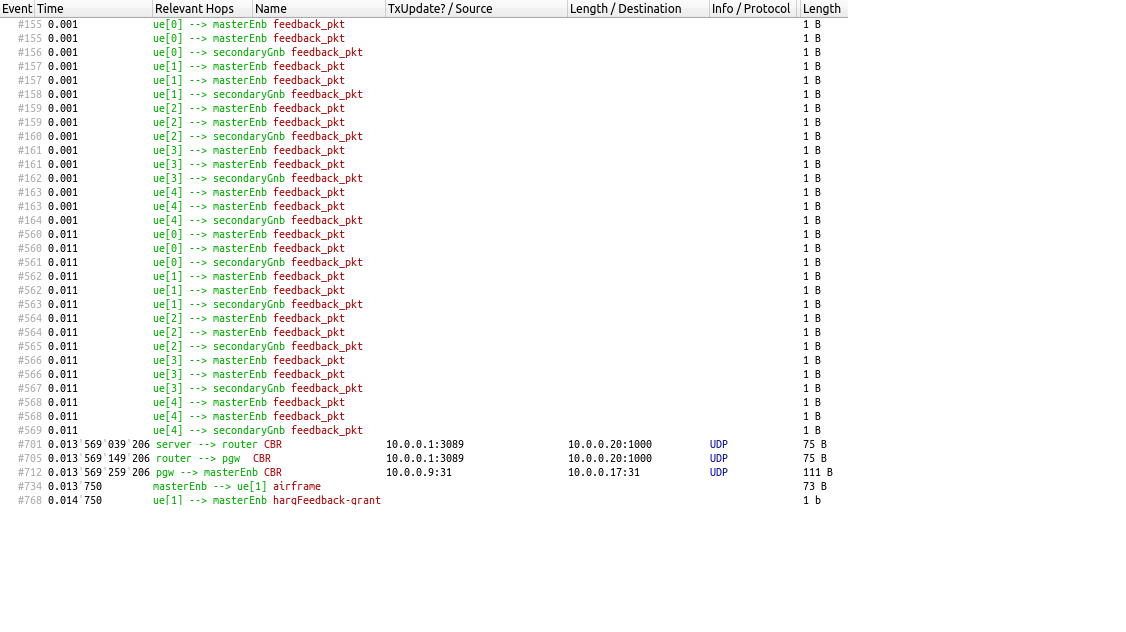 Event Time Relevant Hops Name TxUpdate? / Source Length / Destination Info / Protocol Length
#155 0.001 ue[0] --> masterEnb feedback_pkt 1 B
#155 0.001 ue[0] --> masterEnb feedback_pkt 1 B
#156 0.001 ue[0] --> secondaryGnb feedback_pkt 1 B
#157 0.001 ue[1] --> masterEnb feedback_pkt 1 B
#157 0.001 ue[1] --> masterEnb feedback_pkt 1 B
#158 0.001 ue[1] --> secondaryGnb feedback_pkt 1 B
#159 0.001 ue[2] --> masterEnb feedback_pkt 1 B
#159 0.001 ue[2] --> masterEnb feedback_pkt 1 B
#160 0.001 ue[2] --> secondaryGnb feedback_pkt 1 B
#161 0.001 ue[3] --> masterEnb feedback_pkt 1 B
#161 0.001 ue[3] --> masterEnb feedback_pkt 1 B
#162 0.001 ue[3] --> secondaryGnb feedback_pkt 1 B
#163 0.001 ue[4] --> masterEnb feedback_pkt 1 B
#163 0.001 ue[4] --> masterEnb feedback_pkt 1 B
#164 0.001 ue[4] --> secondaryGnb feedback_pkt 1 B
#560 0.011 ue[0] --> masterEnb feedback_pkt 1 B
#560 0.011 ue[0] --> masterEnb feedback_pkt 1 B
#561 0.011 ue[0] --> secondaryGnb feedback_pkt 1 B
#562 0.011 ue[1] --> masterEnb feedback_pkt 1 B
#562 0.011 ue[1] --> masterEnb feedback_pkt 1 B
#563 0.011 ue[1] --> secondaryGnb feedback_pkt 1 B
#564 0.011 ue[2] --> masterEnb feedback_pkt 1 B
#564 0.011 ue[2] --> masterEnb feedback_pkt 1 B
#565 0.011 ue[2] --> secondaryGnb feedback_pkt 1 B
#566 0.011 ue[3] --> masterEnb feedback_pkt 1 B
#566 0.011 ue[3] --> masterEnb feedback_pkt 1 B
#567 0.011 ue[3] --> secondaryGnb feedback_pkt 1 B
#568 0.011 ue[4] --> masterEnb feedback_pkt 1 B
#568 0.011 ue[4] --> masterEnb feedback_pkt 1 B
#569 0.011 ue[4] --> secondaryGnb feedback_pkt 1 B
#701 0.013'569'039'206 server --> router CBR 10.0.0.1:3089 10.0.0.20:1000 UDP 75 B
#705 0.013'569'149'206 router --> pgw CBR 10.0.0.1:3089 10.0.0.20:1000 UDP 75 B
#712 0.013'569'259'206 pgw --> masterEnb CBR 10.0.0.9:31 10.0.0.17:31 UDP 111 B
#734 0.013'750 masterEnb --> ue[1] airframe 73 B
#768 0.014'750 ue[1] --> masterEnb harqFeedback-grant 1 b